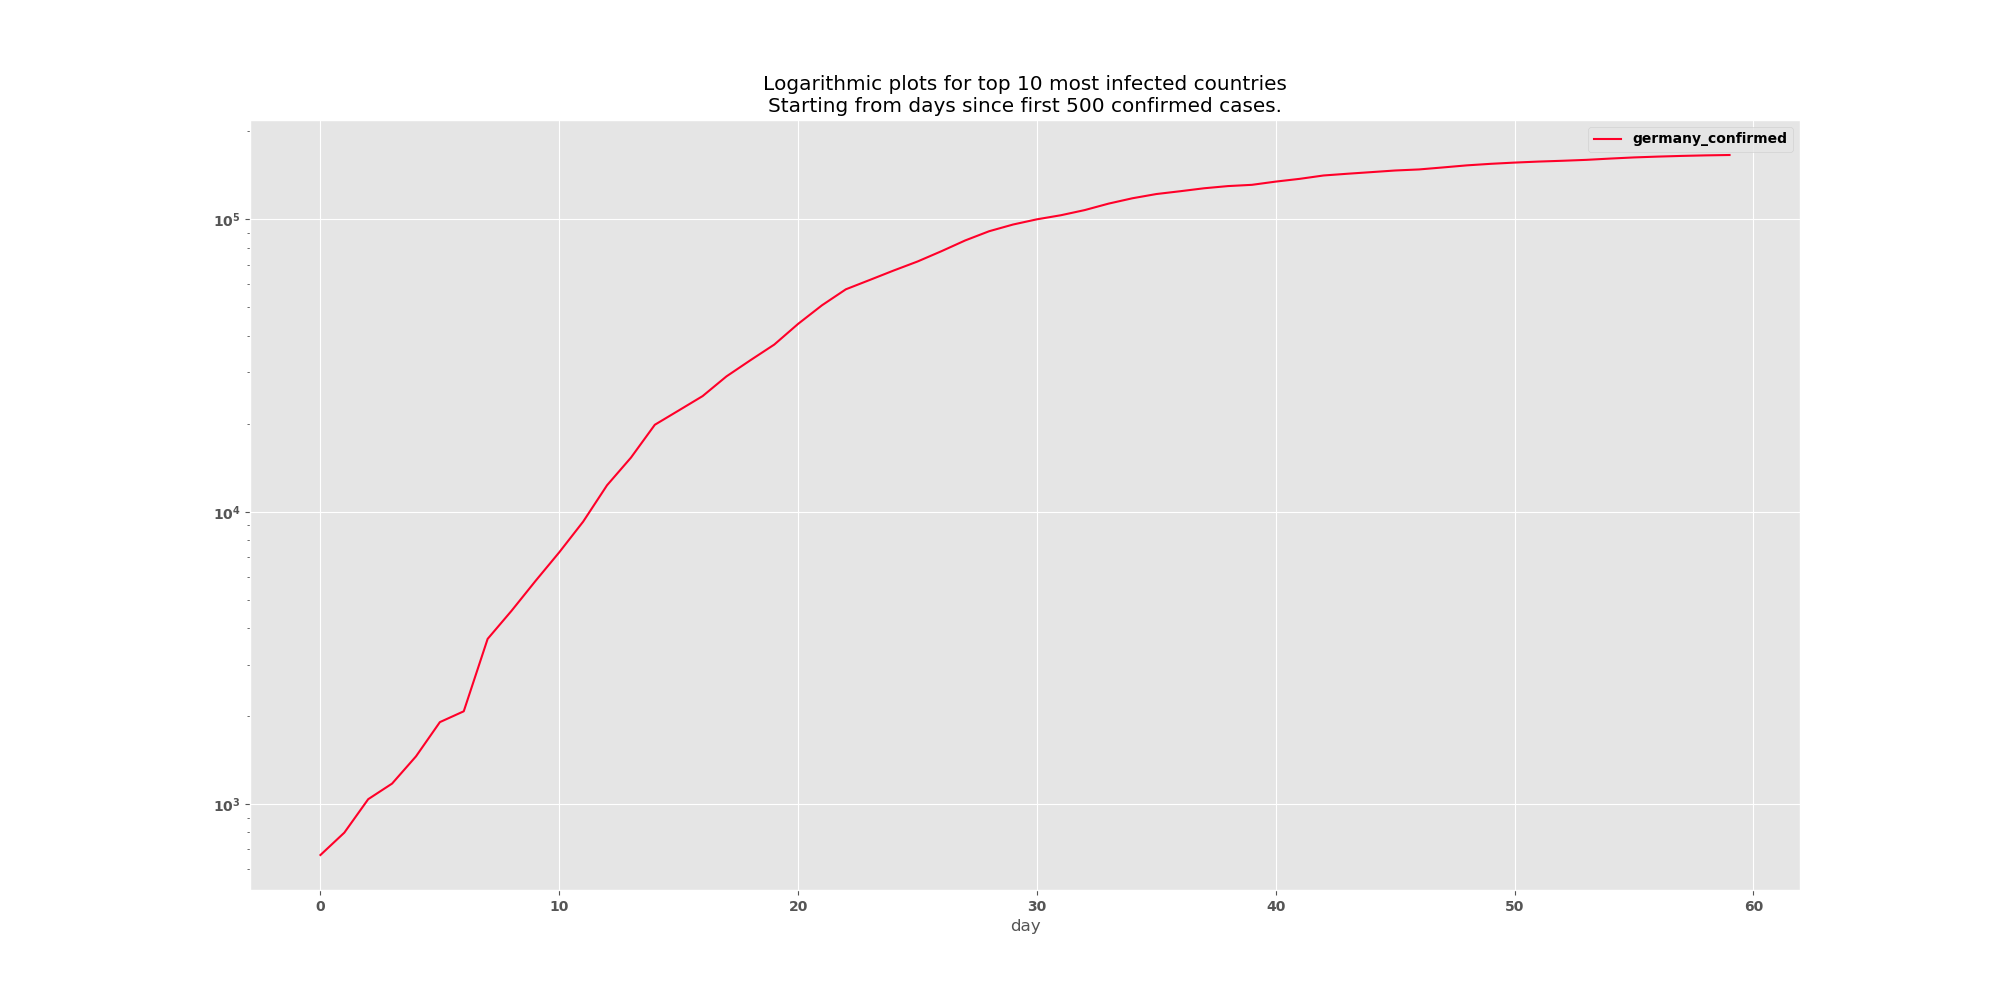 Logarithmic plots for top 10 most infected countries
Starting from days since first 500 confirmed cases.
germany_confirmed
10⁵
10⁴
10³
0 10 20 30 40 50 60
day